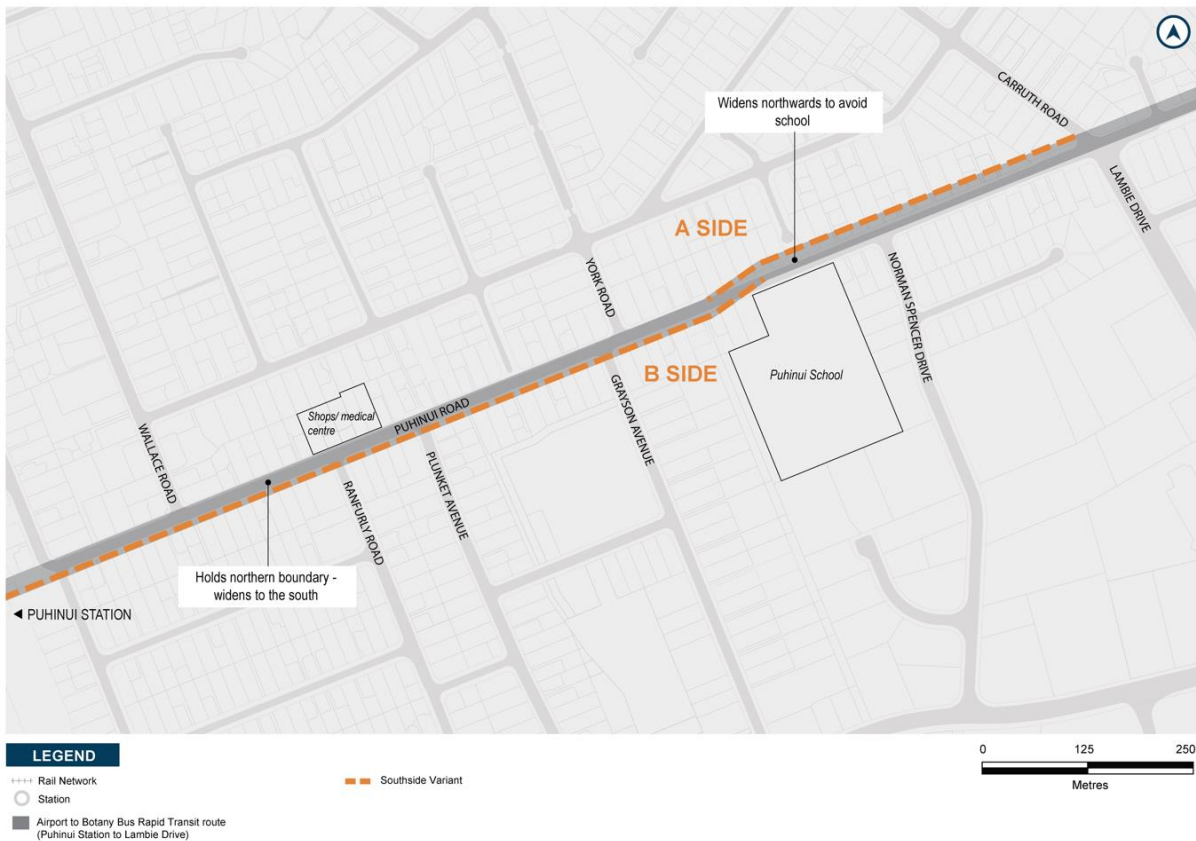 CARRUTH ROAD
Widens northwards to avoid
school
LAMBIE DRIVE
A SIDE
YORK ROAD
NORMAN SPENCER DRIVE
B SIDE
Puhinui School
GRAYSON AVENUE
Shops/ medical
centre
PUHINUI ROAD
WALLACE ROAD
PLUNKET AVENUE
RANFURLY ROAD
Holds northern boundary -
widens to the south
◄ PUHINUI STATION
LEGEND
Rail Network
Station
Airport to Botany Bus Rapid Transit route
(Puhinui Station to Lambie Drive)
Southside Variant
0 125 250
Metres